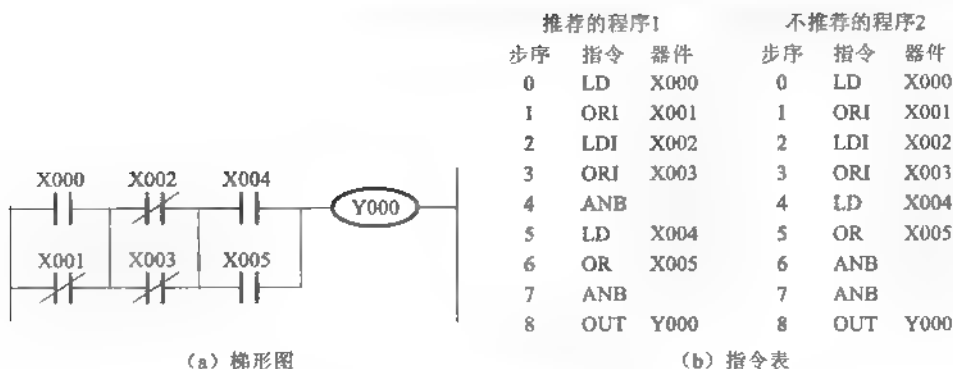 X000 X002 X004
Y000
X001 X003 X005
(a) 梯形图
推荐的程序1 不推荐的程序2
步序 指令 器件 步序 指令 器件
0 LD X000 0 LD X000
1 ORI X001 1 ORI X001
2 LDI X002 2 LDI X002
3 ORI X003 3 ORI X003
4 ANB 4 LD X004
5 LD X004 5 OR X005
6 OR X005 6 ANB
7 ANB 7 ANB
8 OUT Y000 8 OUT Y000
(b) 指令表